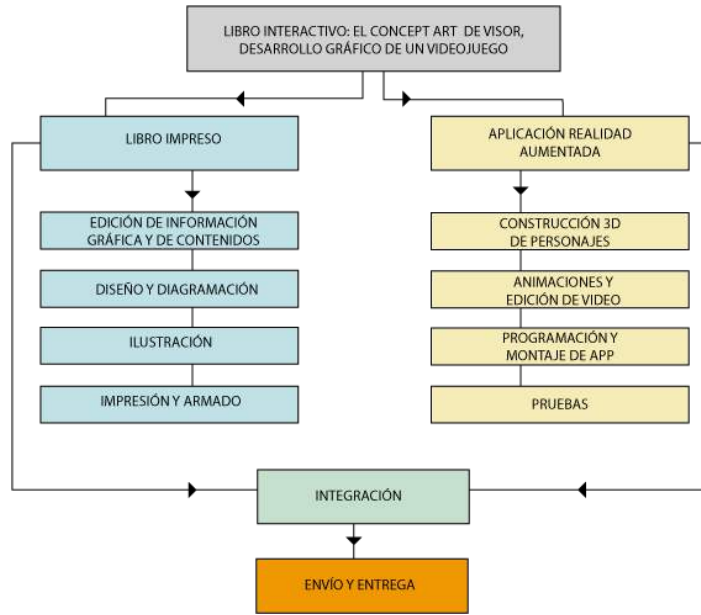 LIBRO INTERACTIVO: EL CONCEPT ART DE VISOR,
DESARROLLO GRÁFICO DE UN VIDEOJUEGO
LIBRO IMPRESO
EDICIÓN DE INFORMACIÓN
GRÁFICA Y DE CONTENIDOS
DISEÑO Y DIAGRAMACIÓN
ILUSTRACIÓN
IMPRESIÓN Y ARMADO
APLICACIÓN REALIDAD
AUMENTADA
CONSTRUCCIÓN 3D
DE PERSONAJES
ANIMACIONES Y
EDICIÓN DE VIDEO
PROGRAMACIÓN Y
MONTAJE DE APP
PRUEBAS
INTEGRACIÓN
ENVÍO Y ENTREGA